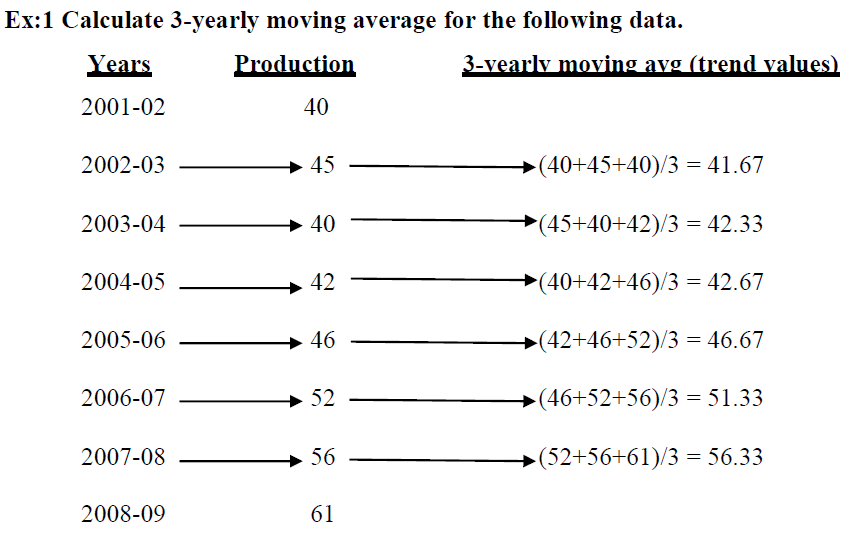 Ex:1 Calculate 3-yearly moving average for the following data.
Years Production 3-yearly moving avg (trend values)
2001-02 40
2002-03 45 (40+45+40)/3 = 41.67
2003-04 40 (45+40+42)/3 = 42.33
2004-05 42 (40+42+46)/3 = 42.67
2005-06 46 (42+46+52)/3 = 46.67
2006-07 52 (46+52+56)/3 = 51.33
2007-08 56 (52+56+61)/3 = 56.33
2008-09 61